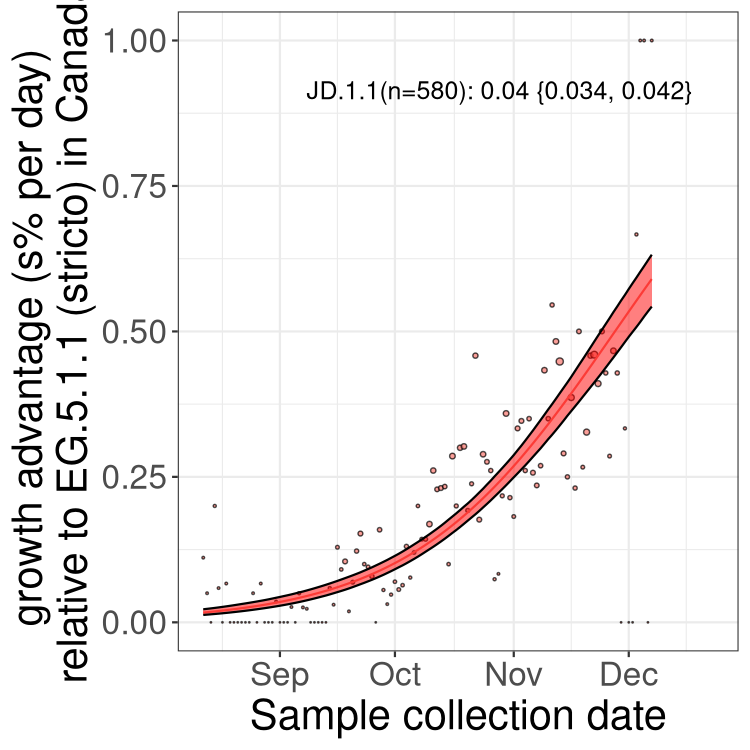 growth advantage (s% per day)
relative to EG.5.1.1 (stricto) in Canada
1.00
JD.1.1(n=580): 0.04 {0.034, 0.042}
0.75
0.50
0.25
0.00
Sep Oct Nov Dec
Sample collection date